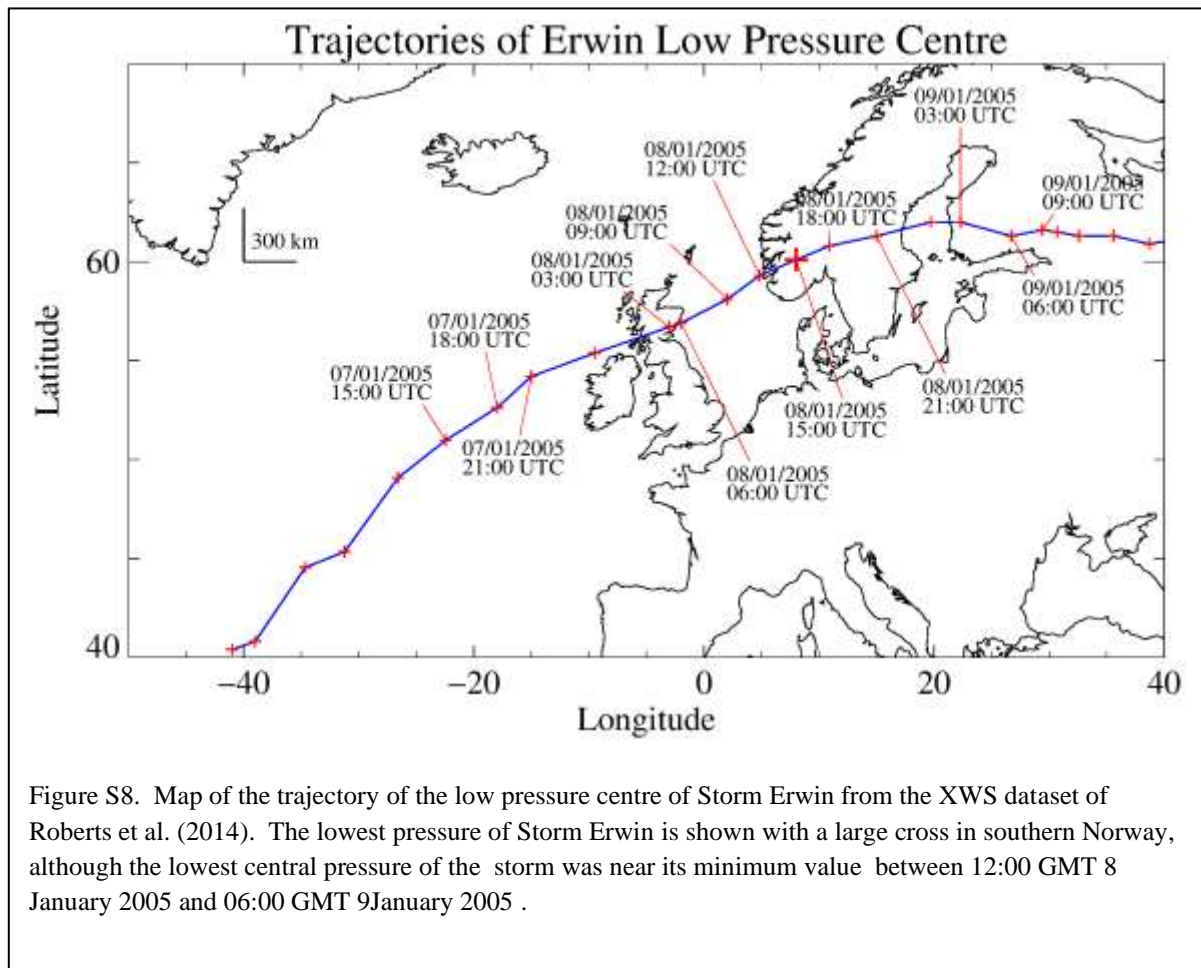 Trajectories of Erwin Low Pressure Centre
09/01/2005
03:00 UTC
08/01/2005
12:00 UTC
09/01/2005
09:00 UTC
08/01/2005
18:00 UTC
08/01/2005
09:00 UTC
300 km
08/01/2005
03:00 UTC
60
09/01/2005
06:00 UTC
07/01/2005
18:00 UTC
07/01/2005
15:00 UTC
Latitude
08/01/2005
21:00 UTC
08/01/2005
15:00 UTC
07/01/2005
21:00 UTC
08/01/2005
06:00 UTC
40
−40
−20
0
20
40
Longitude
Figure S8. Map of the trajectory of the low pressure centre of Storm Erwin from the XWS dataset of
Roberts et al. (2014). The lowest pressure of Storm Erwin is shown with a large cross in southern Norway,
although the lowest central pressure of the storm was near its minimum value between 12:00 GMT 8
January 2005 and 06:00 GMT 9January 2005 .